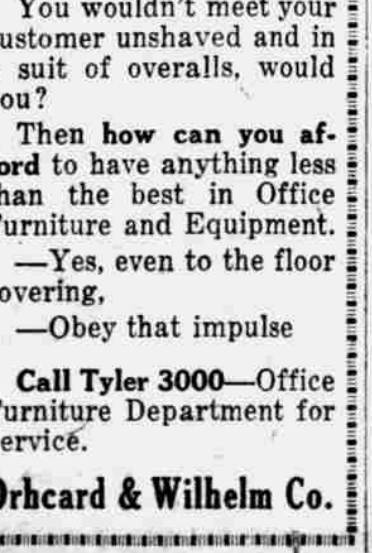 You wouldn't meet your
ustomer unshaved and in
suit of overalls, would
ou?
Then how can you af-
ord to have anything less
han the best in Office
urniture and Equipment.
—Yes, even to the floor
overing,
—Obey that impulse
Call Tyler 3000—Office
urniture Department for
ervice.
Orhcard & Wilhelm Co.